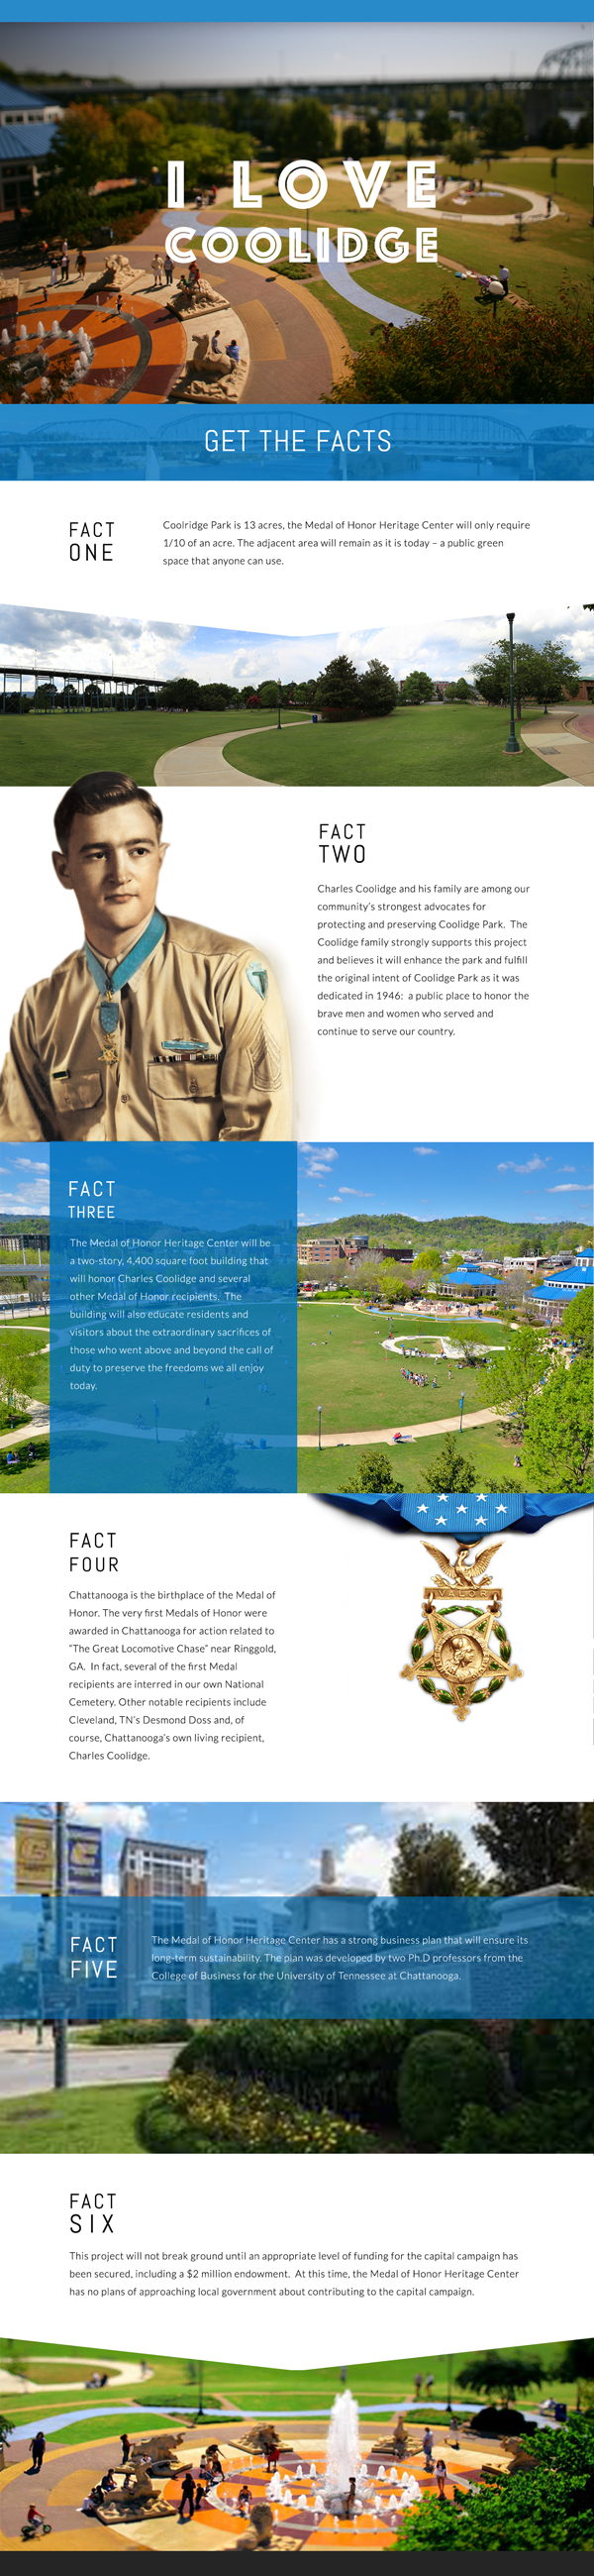 I LOVE
COOLIDGE
GET THE FACTS
FACT
ONE
Coolridge Park is 13 acres, the Medal of Honor Heritage Center will only require
1/10 of an acre. The adjacent area will remain as it is today – a public green
space that anyone can use.
FACT
TWO
Charles Coolidge and his family are among our
community's strongest advocates for
protecting and preserving Coolidge Park.  The
Coolidge family strongly supports this project
and believes it will enhance the park and fulfill
the original intent of Coolidge Park as it was
dedicated in 1946:  a public place to honor the
brave men and women who served and
continue to serve our country.
FACT
THREE
The Medal of Honor Heritage Center will be
a two-story, 4,400 square foot building that
will honor Charles Coolidge and several
other Medal of Honor recipients.  The
building will also educate residents and
visitors about the extraordinary sacrifices of
those who went above and beyond the call of
duty to preserve the freedoms we all enjoy
today.
VALOR
FACT
FOUR
Chattanooga is the birthplace of the Medal of
Honor. The very first Medals of Honor were
awarded in Chattanooga for action related to
"The Great Locomotive Chase" near Ringgold,
GA.  In fact, several of the first Medal
recipients are interred in our own National
Cemetery. Other notable recipients include
Cleveland, TN's Desmond Doss and, of
course, Chattanooga's own living recipient,
Charles Coolidge.
FACT
FIVE
The Medal of Honor Heritage Center has a strong business plan that will ensure its
long-term sustainability. The plan was developed by two Ph.D professors from the
College of Business for the University of Tennessee at Chattanooga.
FACT
SIX
This project will not break ground until an appropriate level of funding for the capital campaign has
been secured, including a $2 million endowment.  At this time, the Medal of Honor Heritage Center
has no plans of approaching local government about contributing to the capital campaign.